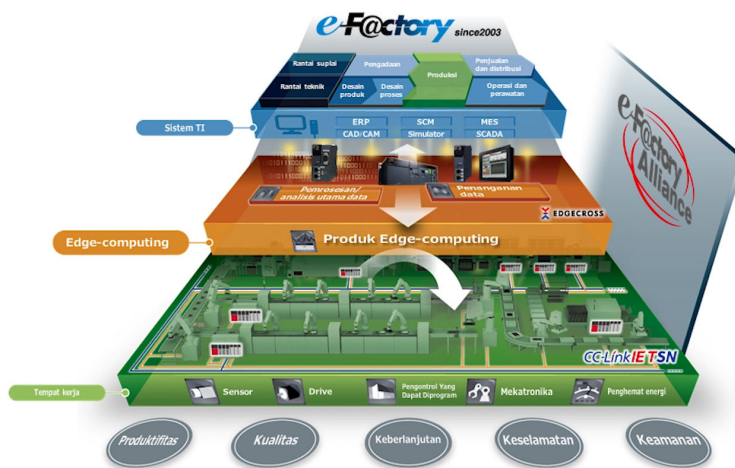 e-F@ctory since2003
Rantai suplai
Pengadaan
Produksi
Penjualan
dan distribusi
Rantai teknik
Desain
produk
Desain
proses
Operasi dan
perawatan
Sistem TI
ERP
SCM
MES
CAD/CAM
Simulator
SCADA
e-F@ctory
Alliance
Pemrosesan/
analisis utama data
Penanganan
data
EDGECROSS
Edge-computing
Produk Edge-computing
CC-Link IE TSN
Tempat kerja
Sensor
Drive
Pengontrol Yang
Dapat Diprogram
Mekatronika
Penghemat energi
Produktifitas
Kualitas
Keberlanjutan
Keselamatan
Keamanan